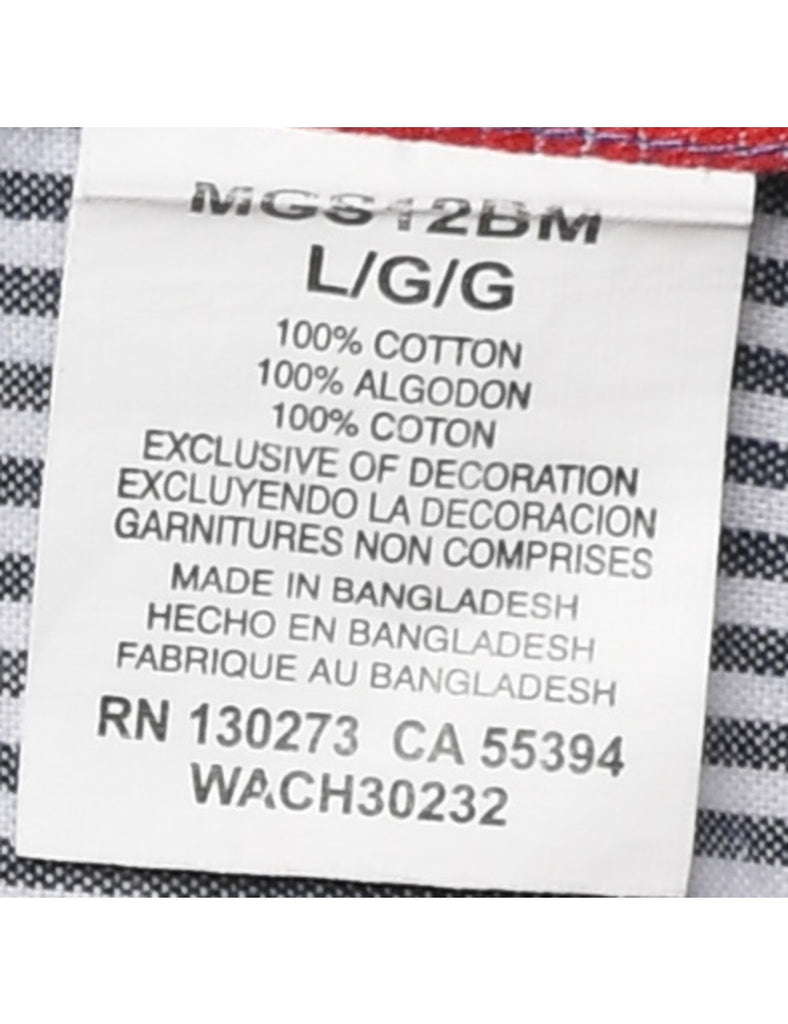 MGS12BM
L/G/G
100% COTTON
100% ALGODON
100% COTON
EXCLUSIVE OF DECORATION
EXCLUYENDO LA DECORACION
GARNITURES NON COMPRISES
MADE IN BANGLADESH
HECHO EN BANGLADESH
FABRIQUE AU BANGLADESH
RN 130273 CA 55394
WACH30232